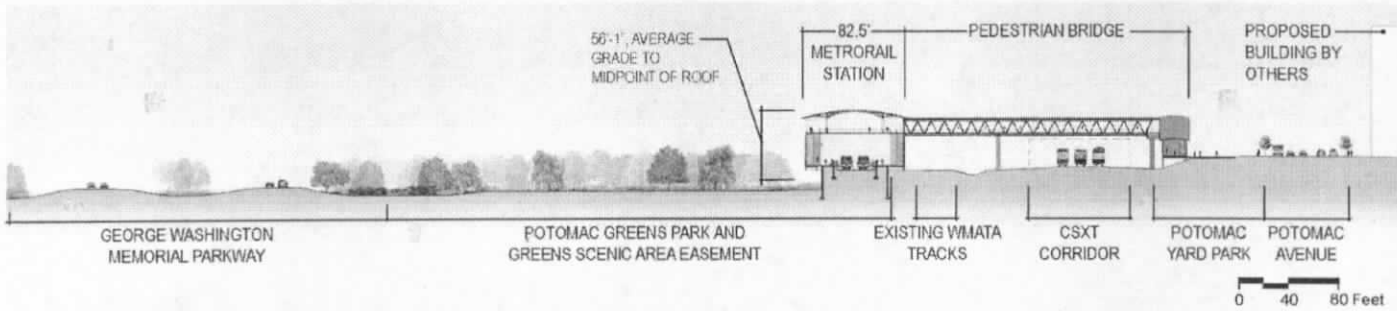 56'-1", AVERAGE
GRADE TO
MIDPOINT OF ROOF
82.5'
METRORAIL
STATION
PEDESTRIAN BRIDGE
PROPOSED
BUILDING BY
OTHERS
GEORGE WASHINGTON
MEMORIAL PARKWAY
POTOMAC GREENS PARK AND
GREENS SCENIC AREA EASEMENT
EXISTING WMATA
TRACKS
CSXT
CORRIDOR
POTOMAC
YARD PARK
POTOMAC
AVENUE
0 40 80 Feet